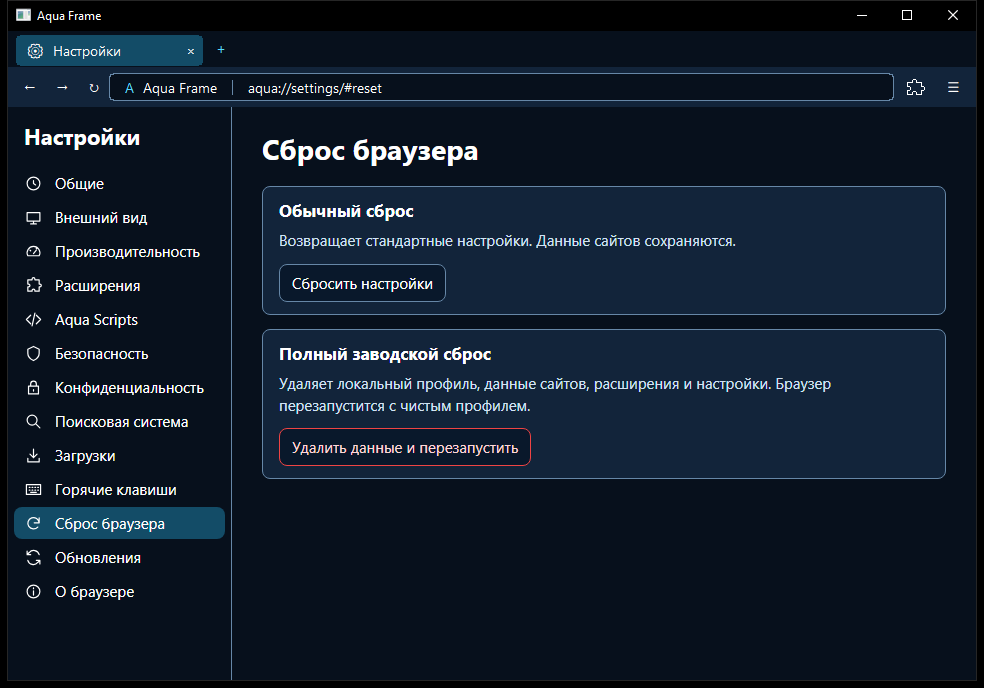 Aqua Frame
Настройки
A Aqua Frame
aqua://settings/#reset
Настройки
Общие
Внешний вид
Производительность
Расширения
Aqua Scripts
Безопасность
Конфиденциальность
Поисковая система
Загрузки
Горячие клавиши
Сброс браузера
Обновления
О браузере
Сброс браузера
Обычный сброс
Возвращает стандартные настройки. Данные сайтов сохраняются.
Сбросить настройки
Полный заводской сброс
Удаляет локальный профиль, данные сайтов, расширения и настройки. Браузер
перезапустится с чистым профилем.
Удалить данные и перезапустить